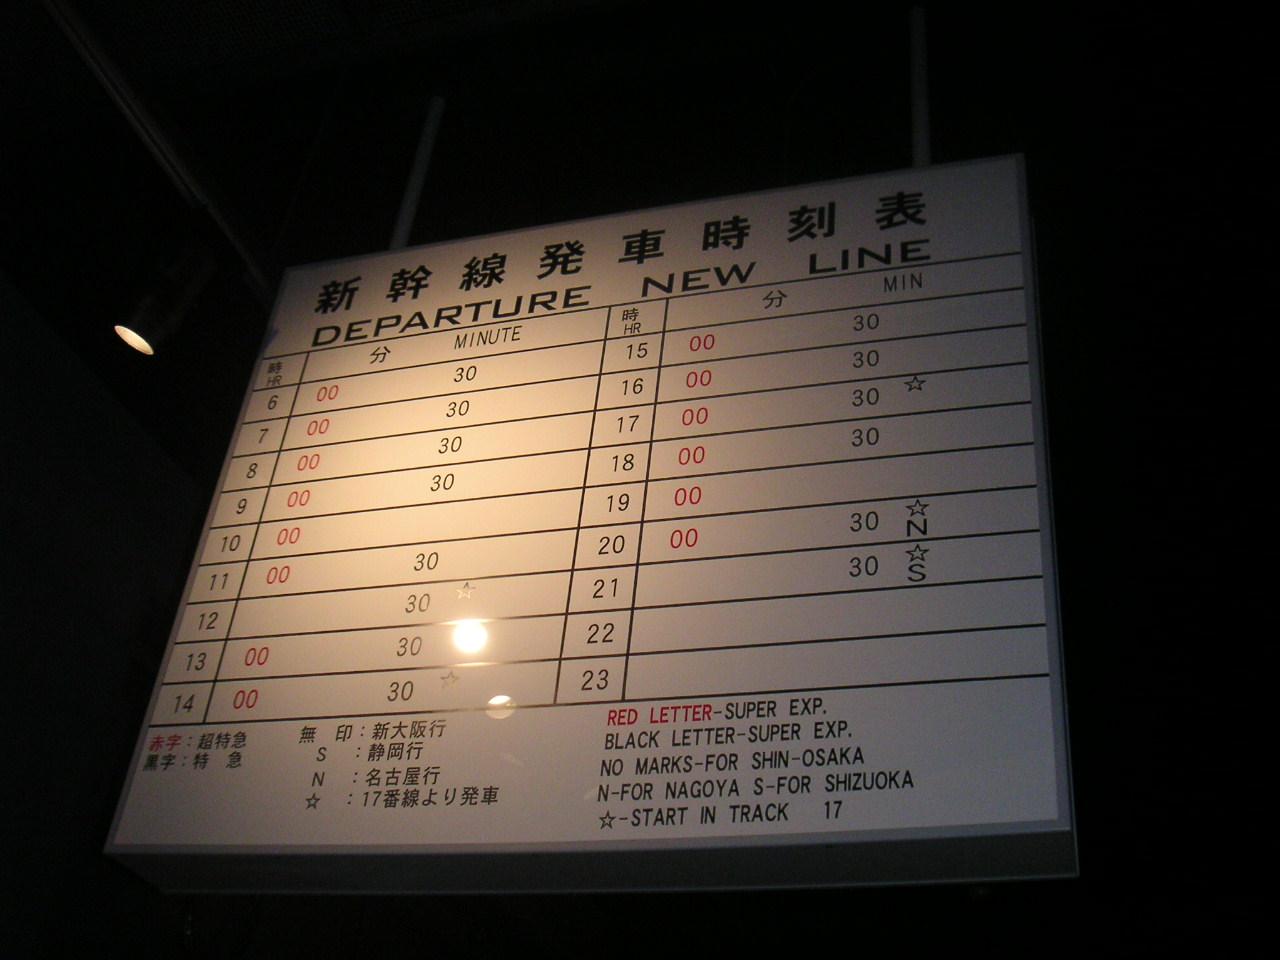 新幹線発車時刻表
DEPARTURE NEW LINE
時 HR 分 MINUTE
6 00 30
7 00 30
8 00 30
9 00 30
10 00
11 00 30
12 30 ☆
13 00 30
14 00 30 ☆
時 HR 分 MIN
15 00 30
16 00 30
17 00 30 ☆
18 00 30
19 00
20 00 30 ☆ N
21 30 ☆ S
22
23
赤字：超特急
黒字：特 急
無 印：新大阪行
S ：静岡行
N ：名古屋行
☆ ：17番線より発車
RED LETTER-SUPER EXP.
BLACK LETTER-SUPER EXP.
NO MARKS-FOR SHIN-OSAKA
N-FOR NAGOYA S-FOR SHIZUOKA
☆-START IN TRACK 17